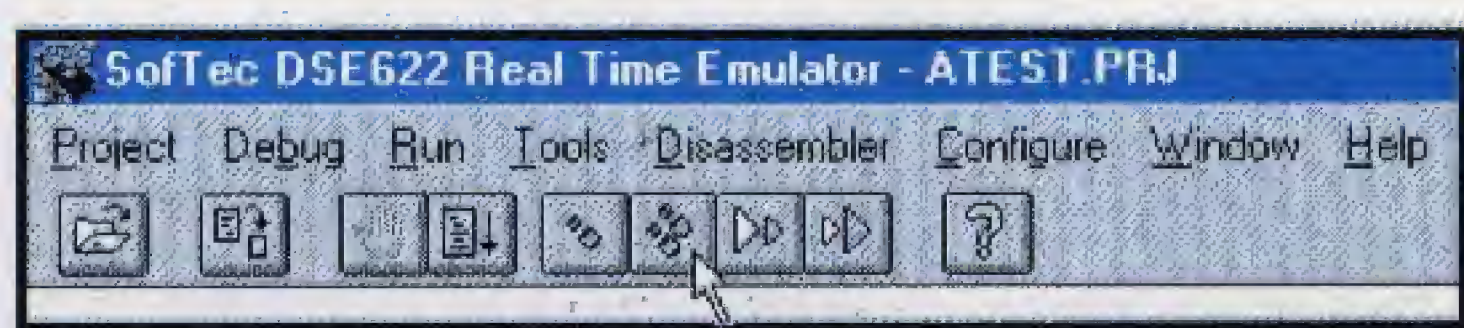 SofTec DSE622 Real Time Emulator - ATEST.PRJ
Project Debug Run Tools Disassembler Configure Window Help
?